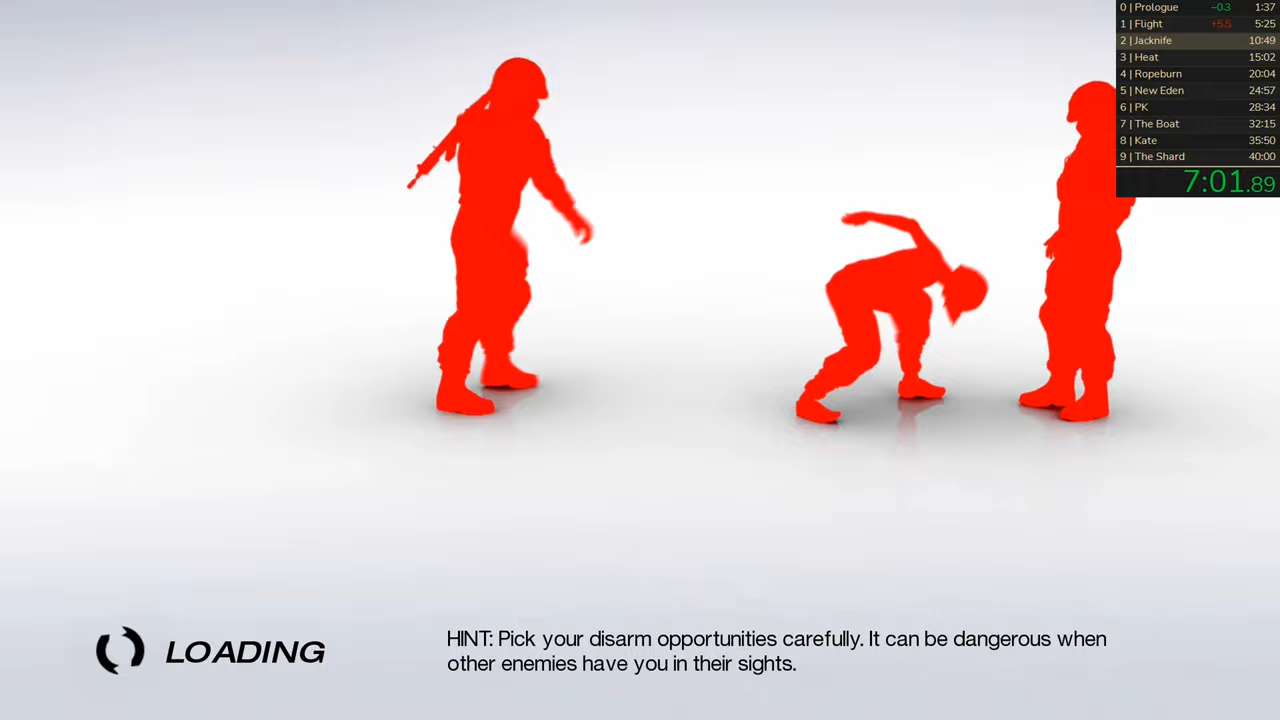 0 | Prologue −0.3 1:37
1 | Flight +5.5 5:25
2 | Jacknife 10:49
3 | Heat 15:02
4 | Ropeburn 20:04
5 | New Eden 24:57
6 | PK 28:34
7 | The Boat 32:15
8 | Kate 35:50
9 | The Shard 40:00
7:01.89
LOADING
HINT: Pick your disarm opportunities carefully. It can be dangerous when
other enemies have you in their sights.